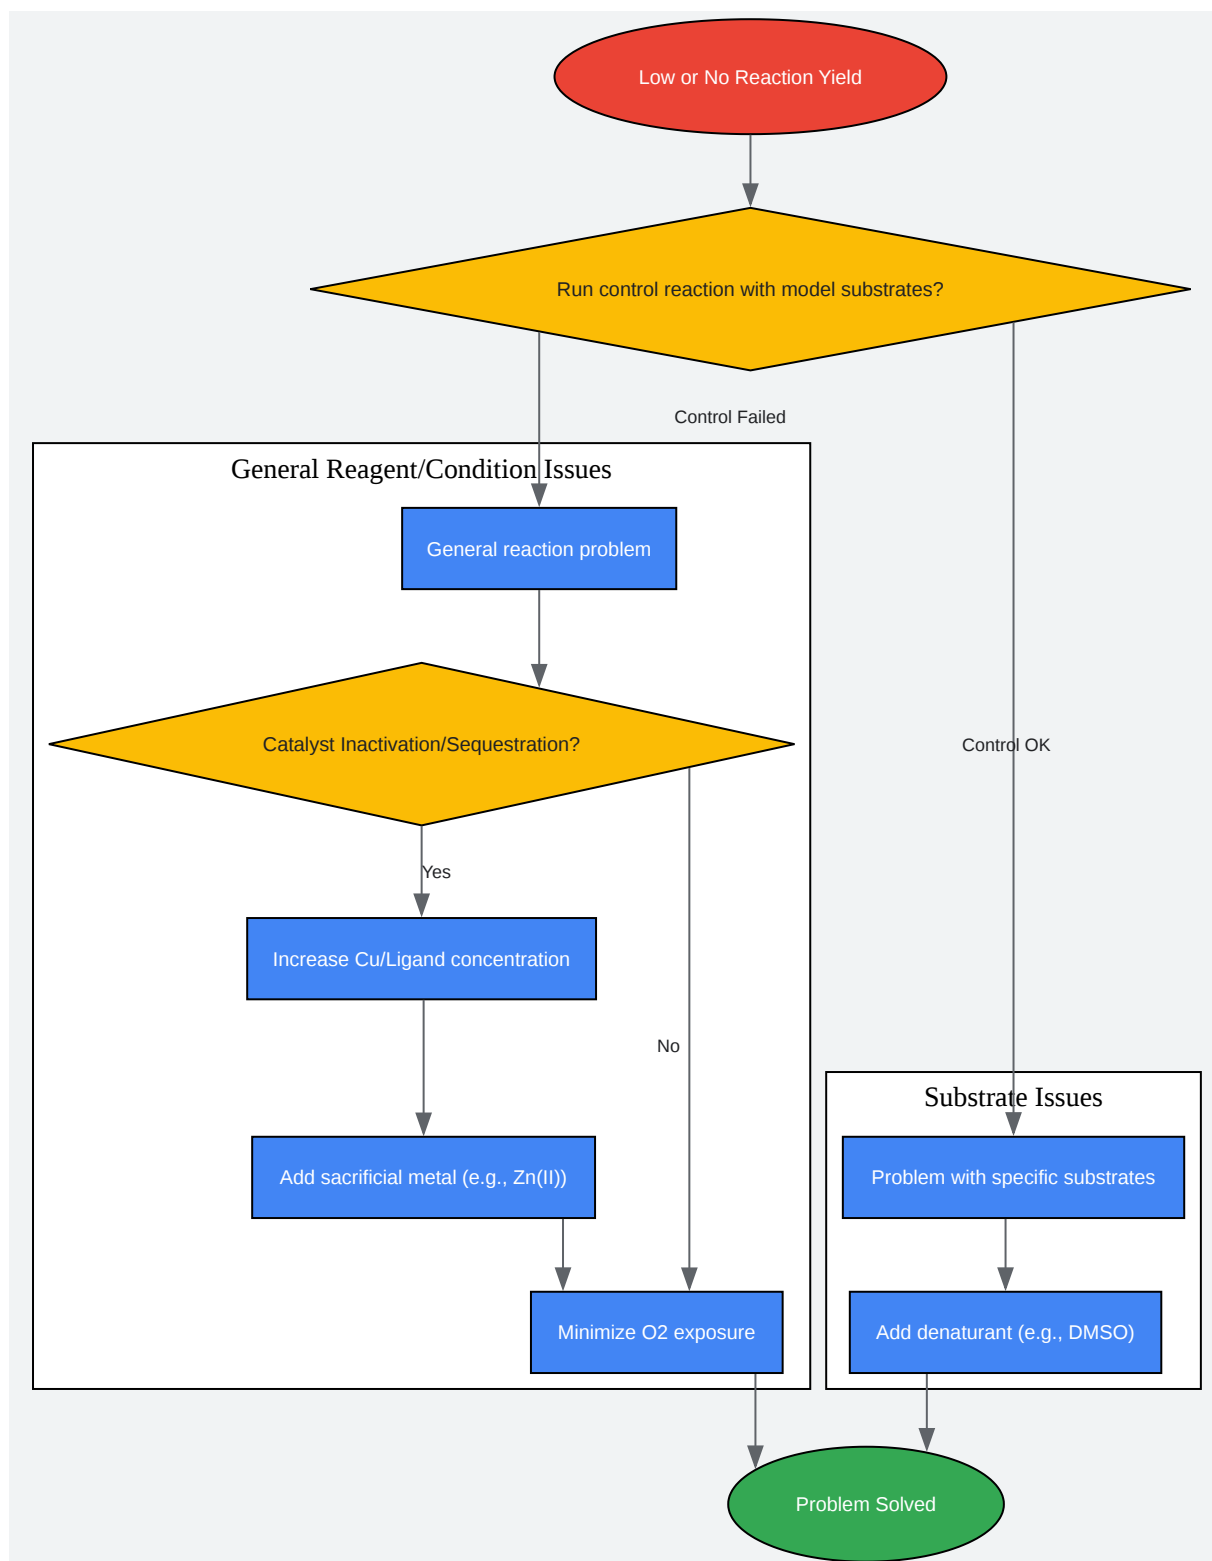 Low or No Reaction Yield
Run control reaction with model substrates?
Control Failed
General Reagent/Condition Issues
General reaction problem
Catalyst Inactivation/Sequestration?
Control OK
Yes
Increase Cu/Ligand concentration
No
Substrate Issues
Add sacrificial metal (e.g., Zn(II))
Problem with specific substrates
Minimize O2 exposure
Add denaturant (e.g., DMSO)
Problem Solved